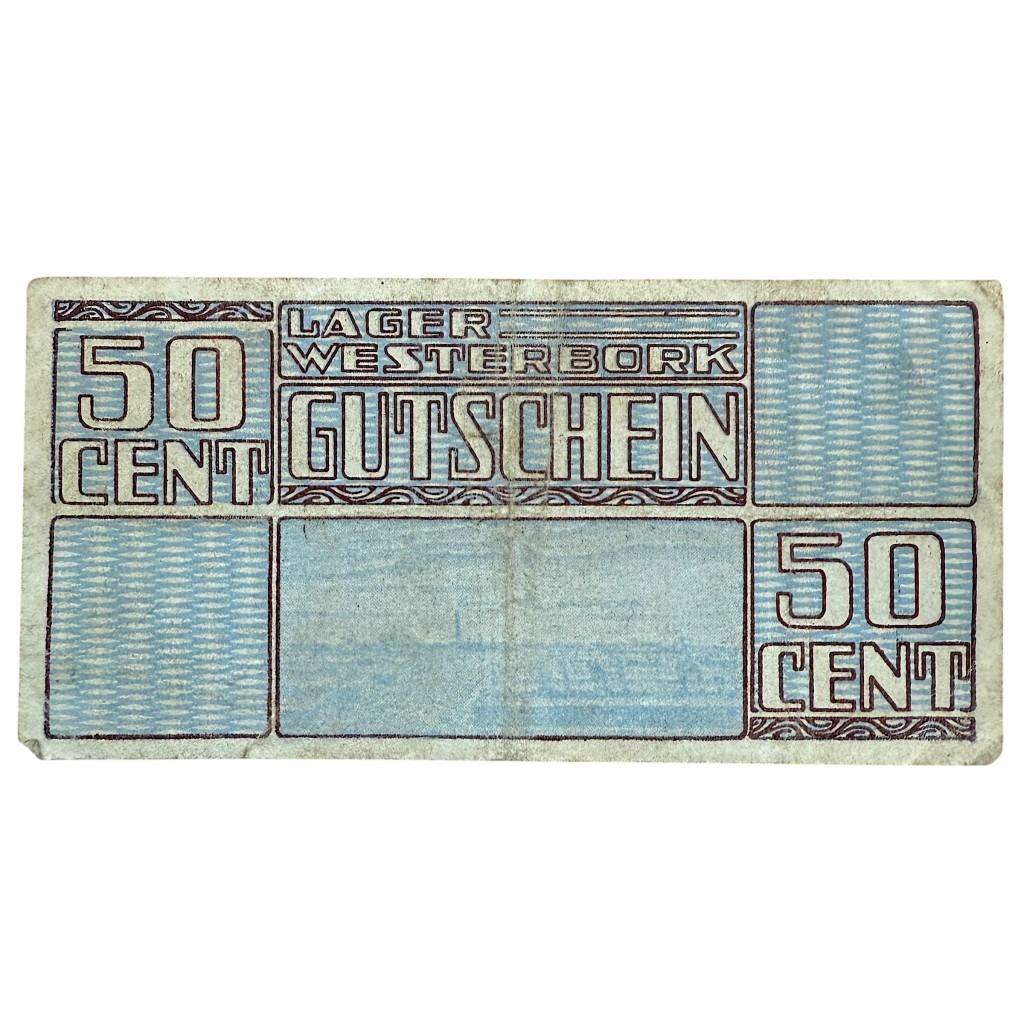 50
CENT
LAGER
WESTERBORK
GUTSCHEIN
50
CENT